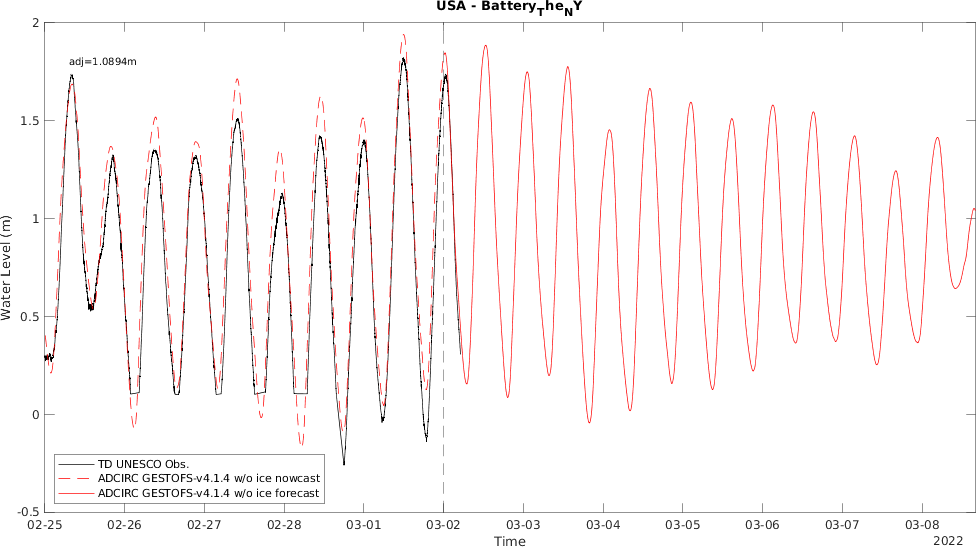 USA - BatteryTheNY
adj=1.0894m
2
1.5
1
0.5
0
-0.5
Water Level (m)
TD UNESCO Obs.
ADCIRC GESTOFS-v4.1.4 w/o ice nowcast
ADCIRC GESTOFS-v4.1.4 w/o ice forecast
02-25 02-26 02-27 02-28 03-01 03-02 03-03 03-04 03-05 03-06 03-07 03-08
Time
2022